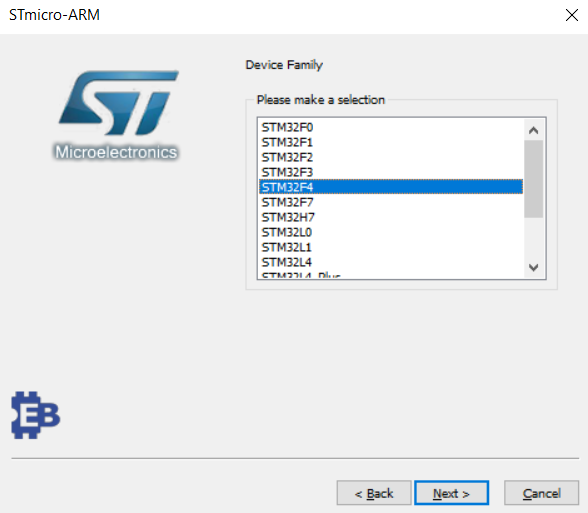 STmicro-ARM
ST
Microelectronics
Device Family
Please make a selection
STM32F0
STM32F1
STM32F2
STM32F3
STM32F4
STM32F7
STM32H7
STM32L0
STM32L1
STM32L4
STM32L4_Plus
EB
< Back
Next >
Cancel